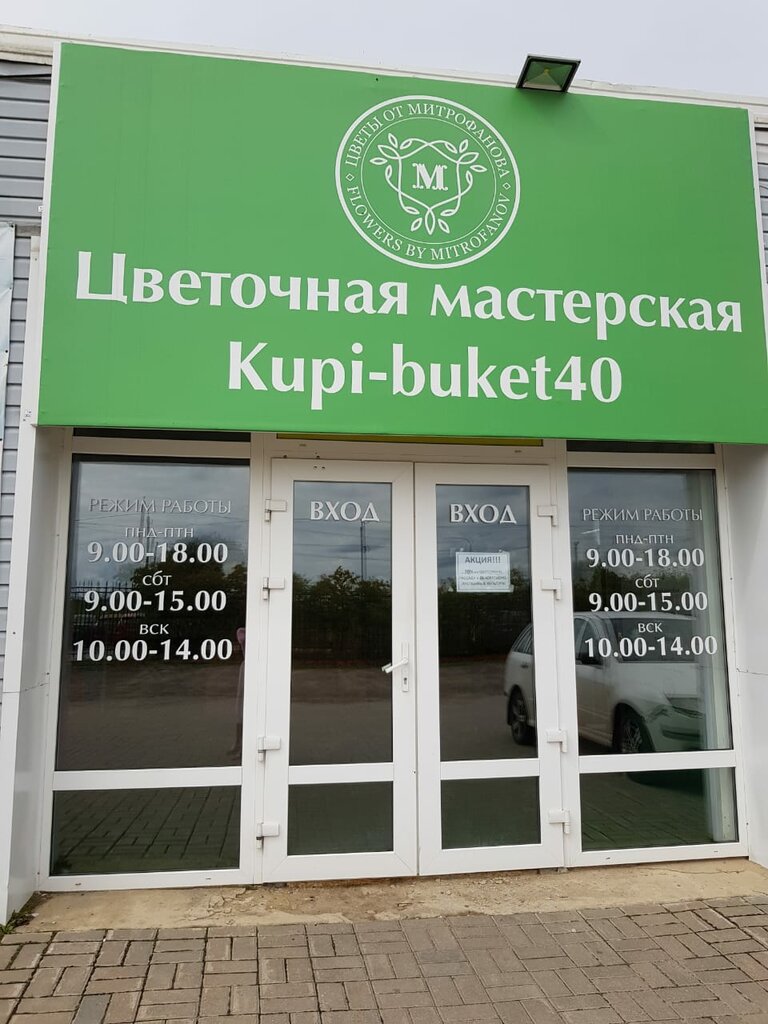 ЦВЕТЫ ОТ МИТРОФАНОВА
M
FLOWERS BY MITROFANOV
Цветочная мастерская
Kupi-buket40
РЕЖИМ РАБОТЫ
ПНД-ПТН
9.00-18.00
СБТ
9.00-15.00
ВСК
10.00-14.00
ВХОД
ВХОД
АКЦИЯ!!!
РЕЖИМ РАБОТЫ
ПНД-ПТН
9.00-18.00
СБТ
9.00-15.00
ВСК
10.00-14.00